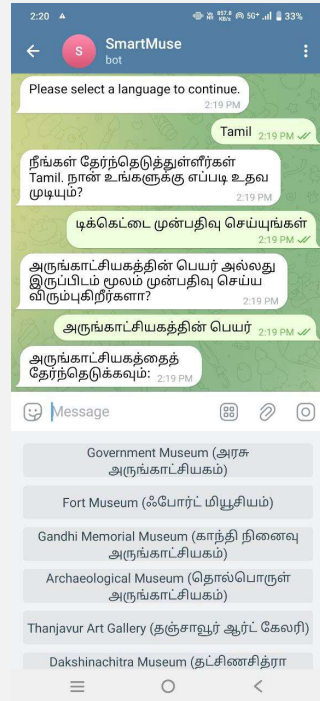 2:20
857.8 KB/s 5G+ 33%
S
SmartMuse
bot
Please select a language to continue.
2:19 PM
Tamil 2:19 PM
நீங்கள் தேர்ந்தெடுத்துள்ளீர்கள்
Tamil. நான் உங்களுக்கு எப்படி உதவ
முடியும்?
2:19 PM
டிக்கெட்டை முன்பதிவு செய்யுங்கள்
2:19 PM
அருங்காட்சியகத்தின் பெயர் அல்லது
இருப்பிடம் மூலம் முன்பதிவு செய்ய
விரும்புகிறீர்களா?
2:19 PM
அருங்காட்சியகத்தின் பெயர் 2:19 PM
அருங்காட்சியகத்தைத்
தேர்ந்தெடுக்கவும்: 2:19 PM
Message
Government Museum (அரசு
அருங்காட்சியகம்)
Fort Museum (ஃபோர்ட் மியூசியம்)
Gandhi Memorial Museum (காந்தி நினைவு
அருங்காட்சியகம்)
Archaeological Museum (தொல்பொருள்
அருங்காட்சியகம்)
Thanjavur Art Gallery (தஞ்சாவூர் ஆர்ட் கேலரி)
Dakshinachitra Museum (தட்சிணசித்ரா